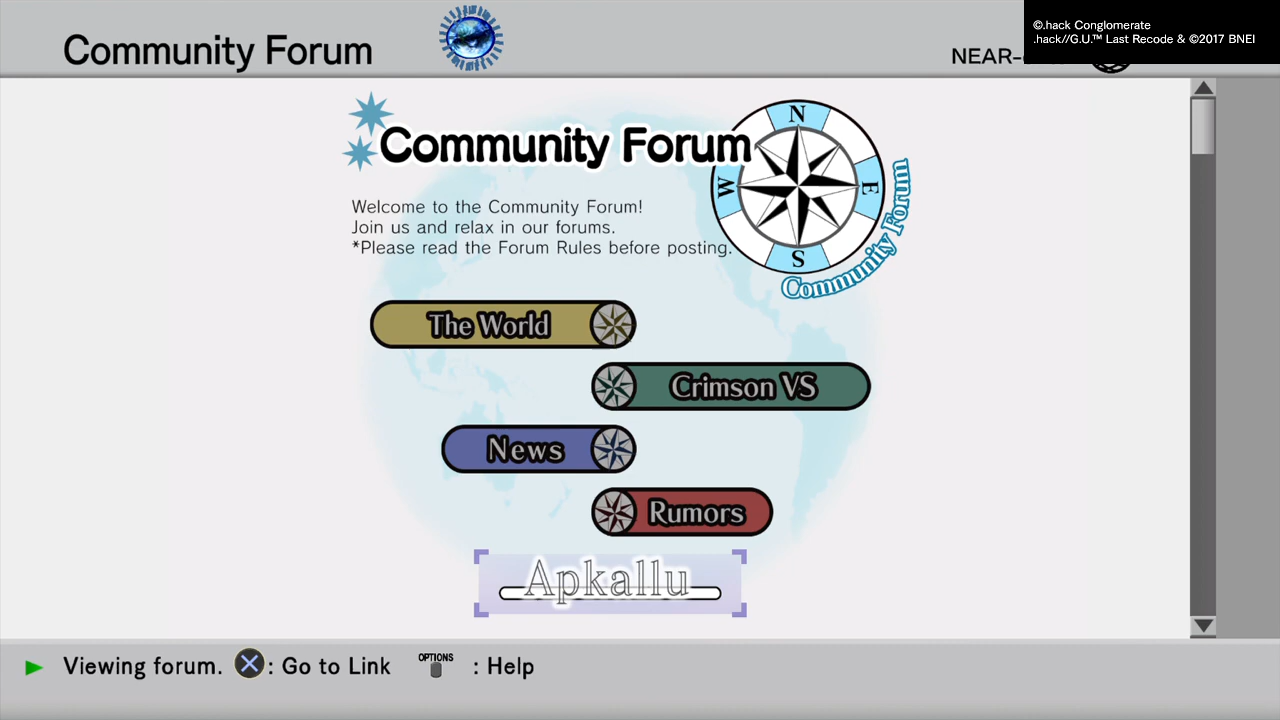 Community Forum
©.hack Conglomerate
.hack//G.U.™ Last Recode & ©2017 BNEI
Community Forum
N
W
E
S
Community Forum
Welcome to the Community Forum!
Join us and relax in our forums.
*Please read the Forum Rules before posting.
The World
Crimson VS
News
Rumors
Apkallu
Viewing forum. : Go to Link OPTIONS : Help